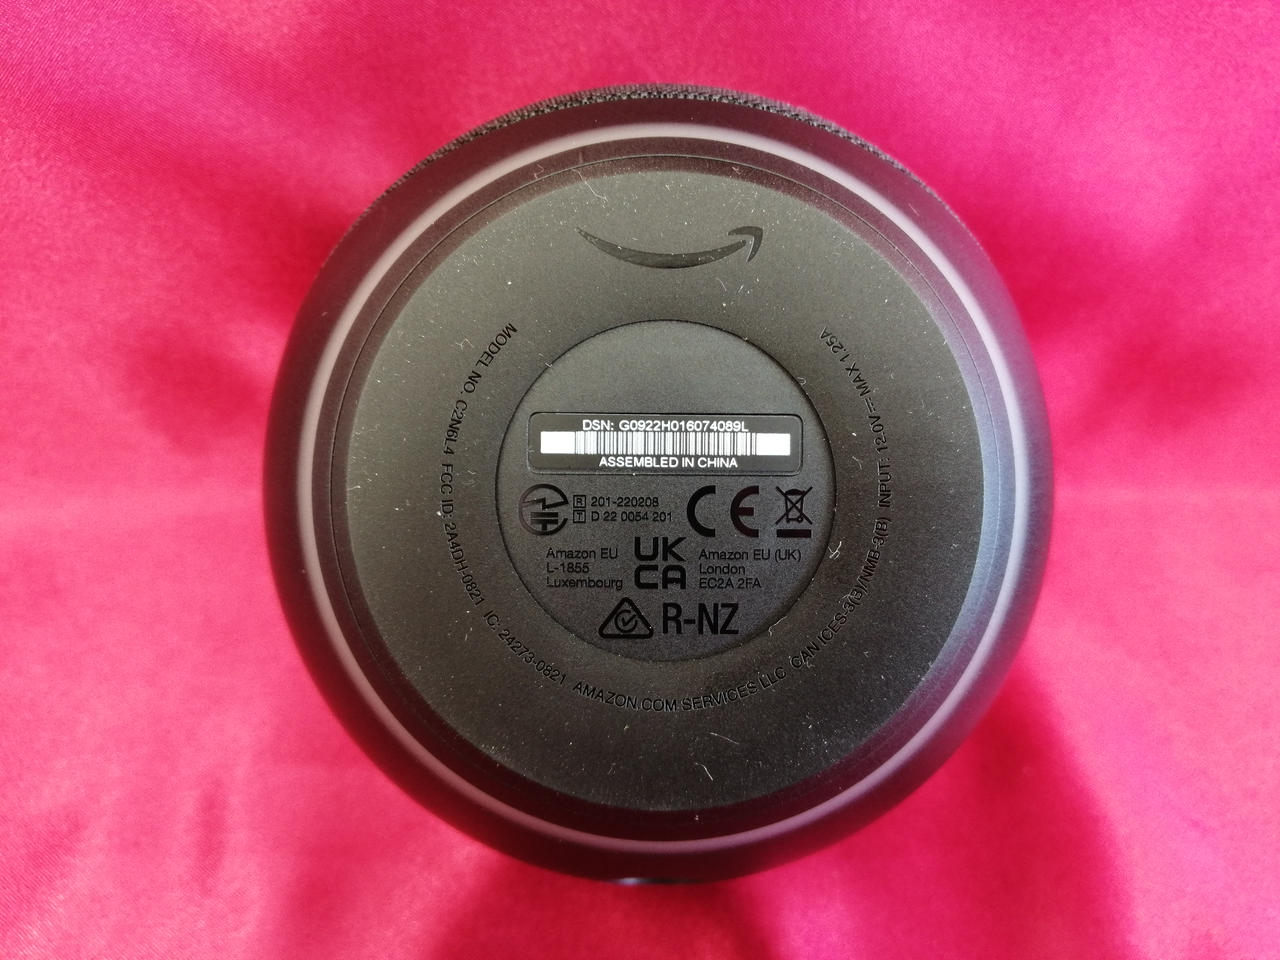 MODEL NO. C2N6L4 FCC ID: 2A4DH-0821 IC: 24273-0821 AMAZON.COM SERVICES LLC CAN ICES-3(B)/NMB-3(B) INPUT: 12.0V⎓MAX 1.25A
DSN: G0922H016074089L
ASSEMBLED IN CHINA
R 201-220208
T D 22 0054 201
CE
Amazon EU
L-1855
Luxembourg
UK
CA
Amazon EU (UK)
London
EC2A 2FA
R-NZ